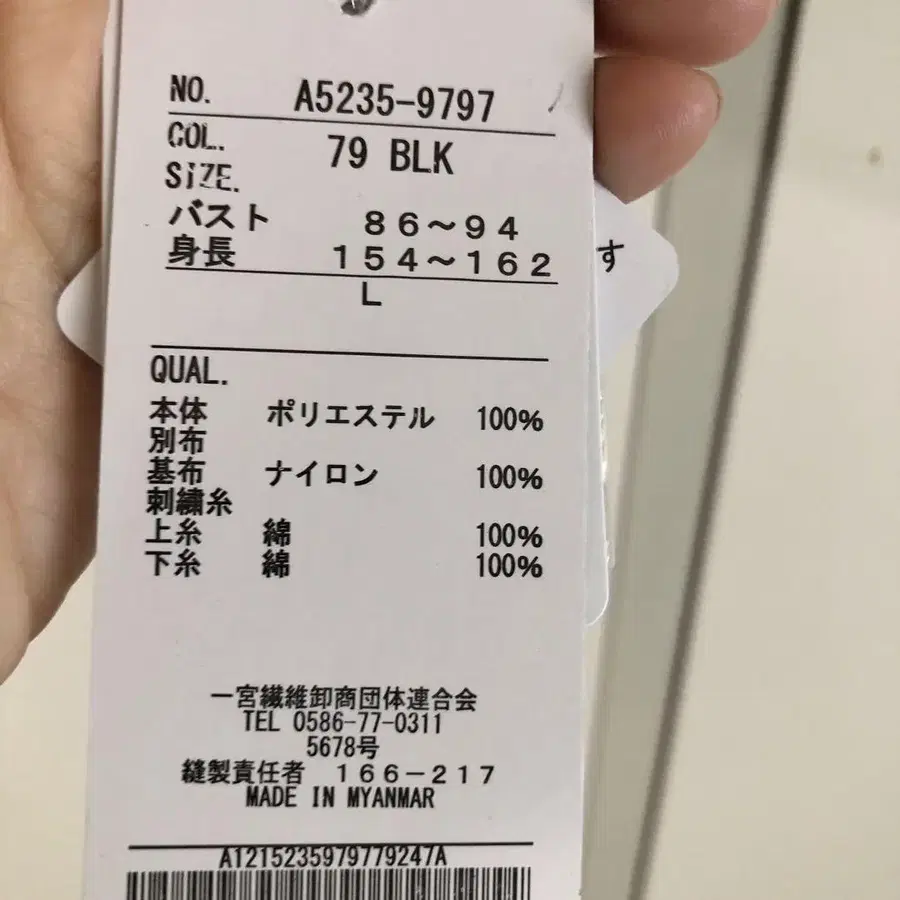 NO. A5235-9797
COL. 79 BLK
SiZE.
バスト ８６～９４
身長 １５４～１６２
L
す
QUAL.
本体 ポリエステル 100%
別布
基布 ナイロン 100%
刺繍糸
上糸 綿 100%
下糸 綿 100%
一宮繊維卸商団体連合会
TEL 0586-77-0311
5678号
縫製責任者 １６６－２１７
MADE IN MYANMAR
A1215235979779247A